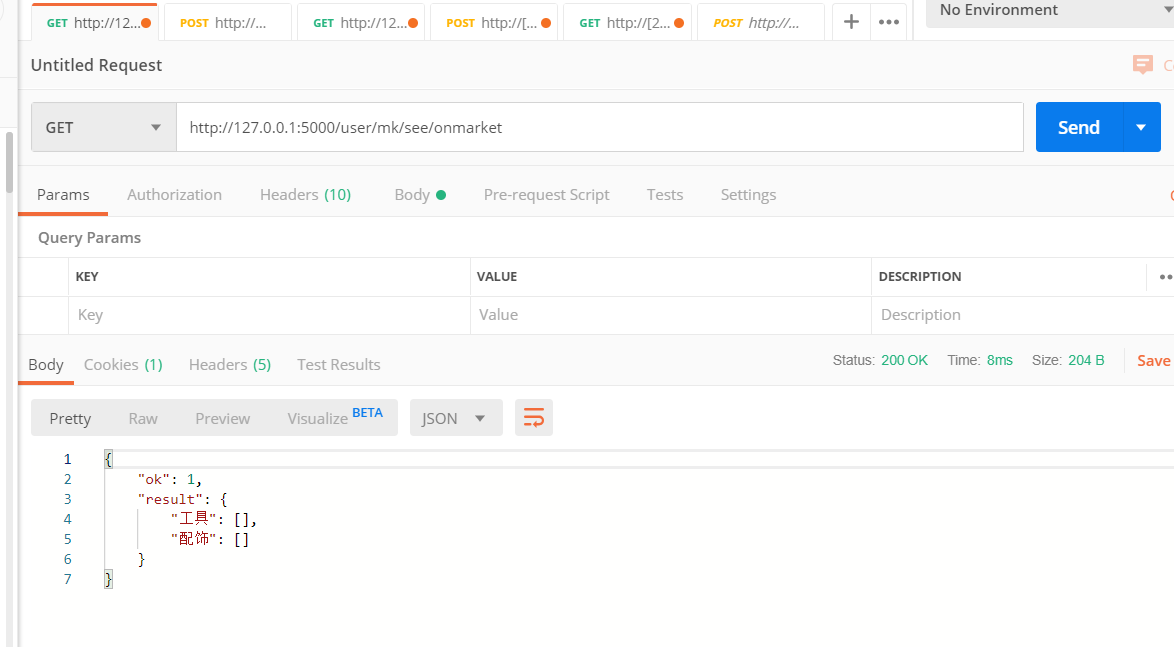 GET http://12... POST http://... GET http://12... POST http://[... GET http://[2... POST http://... + ••• No Environment
Untitled Request
GET http://127.0.0.1:5000/user/mk/see/onmarket Send
Params Authorization Headers (10) Body Pre-request Script Tests Settings
Query Params
KEY VALUE DESCRIPTION
Key Value Description
Body Cookies (1) Headers (5) Test Results Status: 200 OK Time: 8ms Size: 204 B Save
Pretty Raw Preview Visualize BETA JSON
1 {
2 "ok": 1,
3 "result": {
4 "工具": [],
5 "配饰": []
6 }
7 }